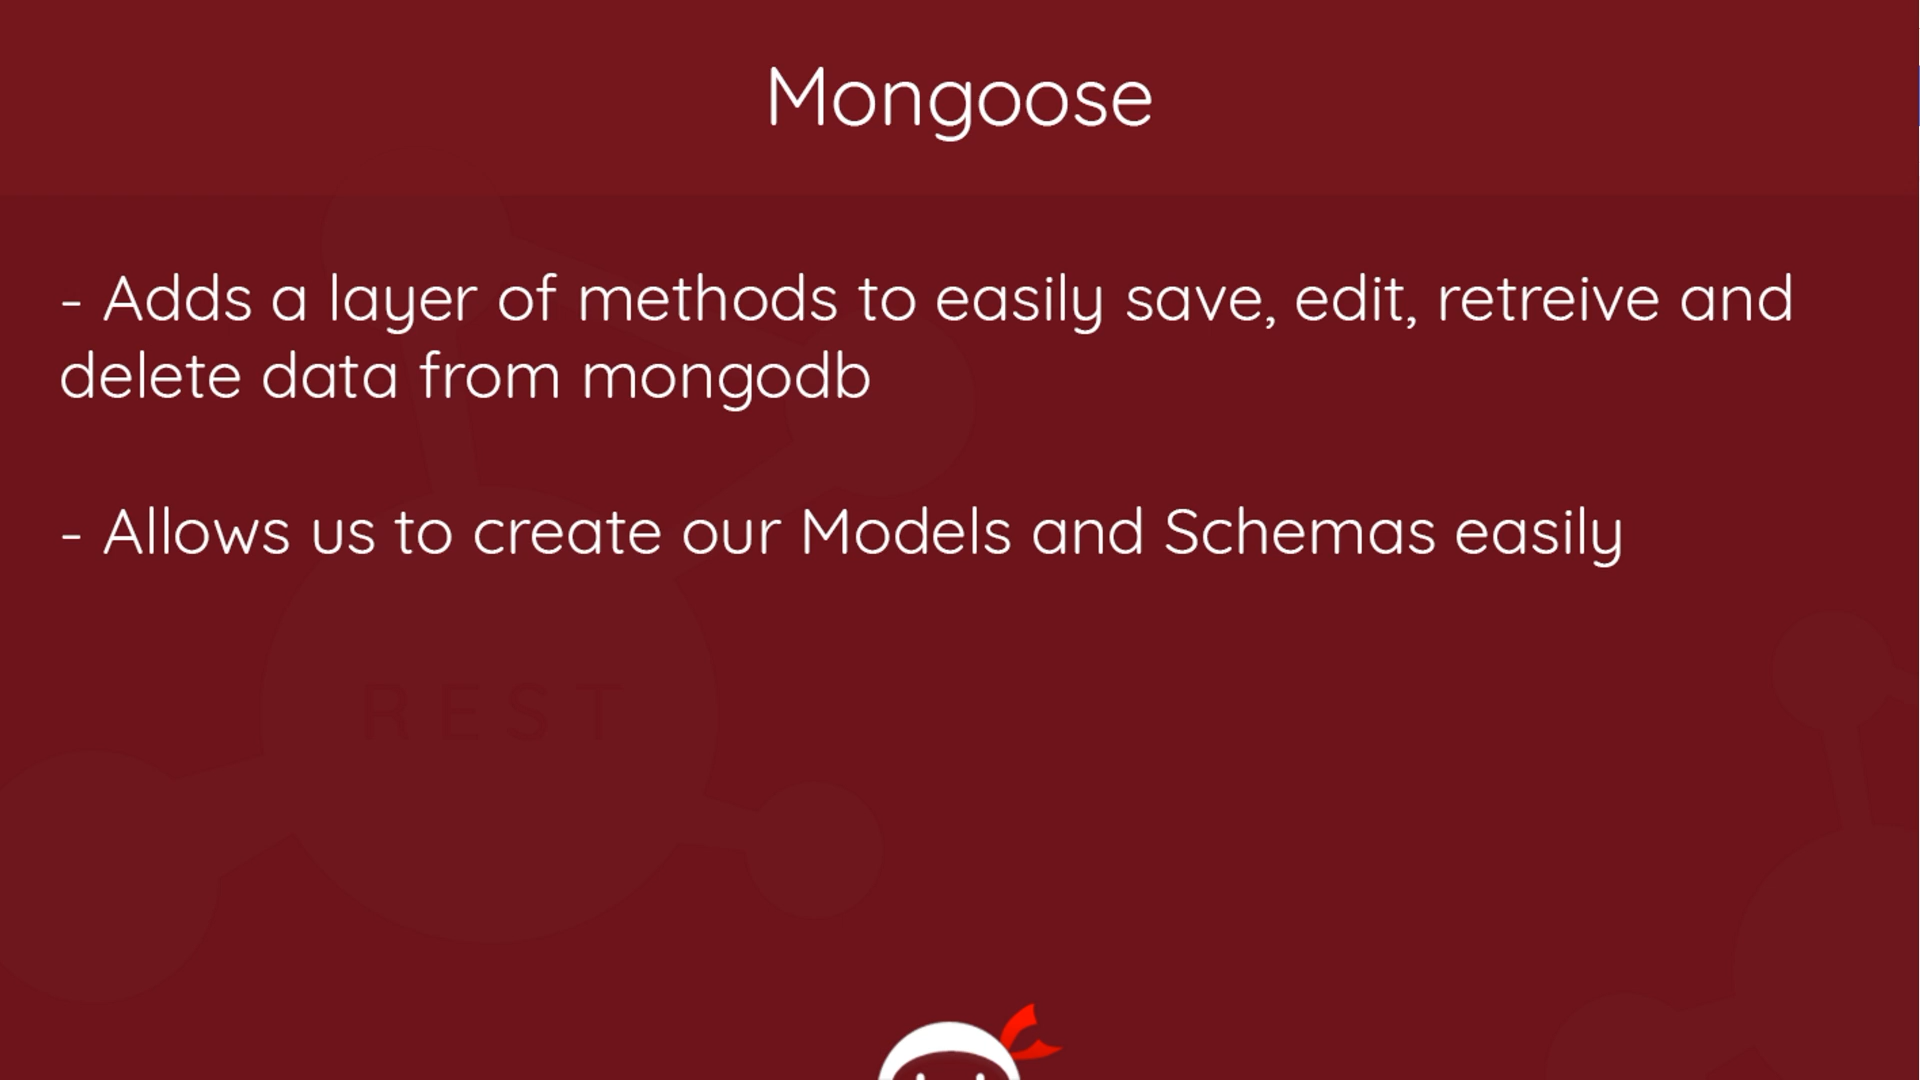 Mongoose
- Adds a layer of methods to easily save, edit, retreive and
delete data from mongodb
- Allows us to create our Models and Schemas easily
REST